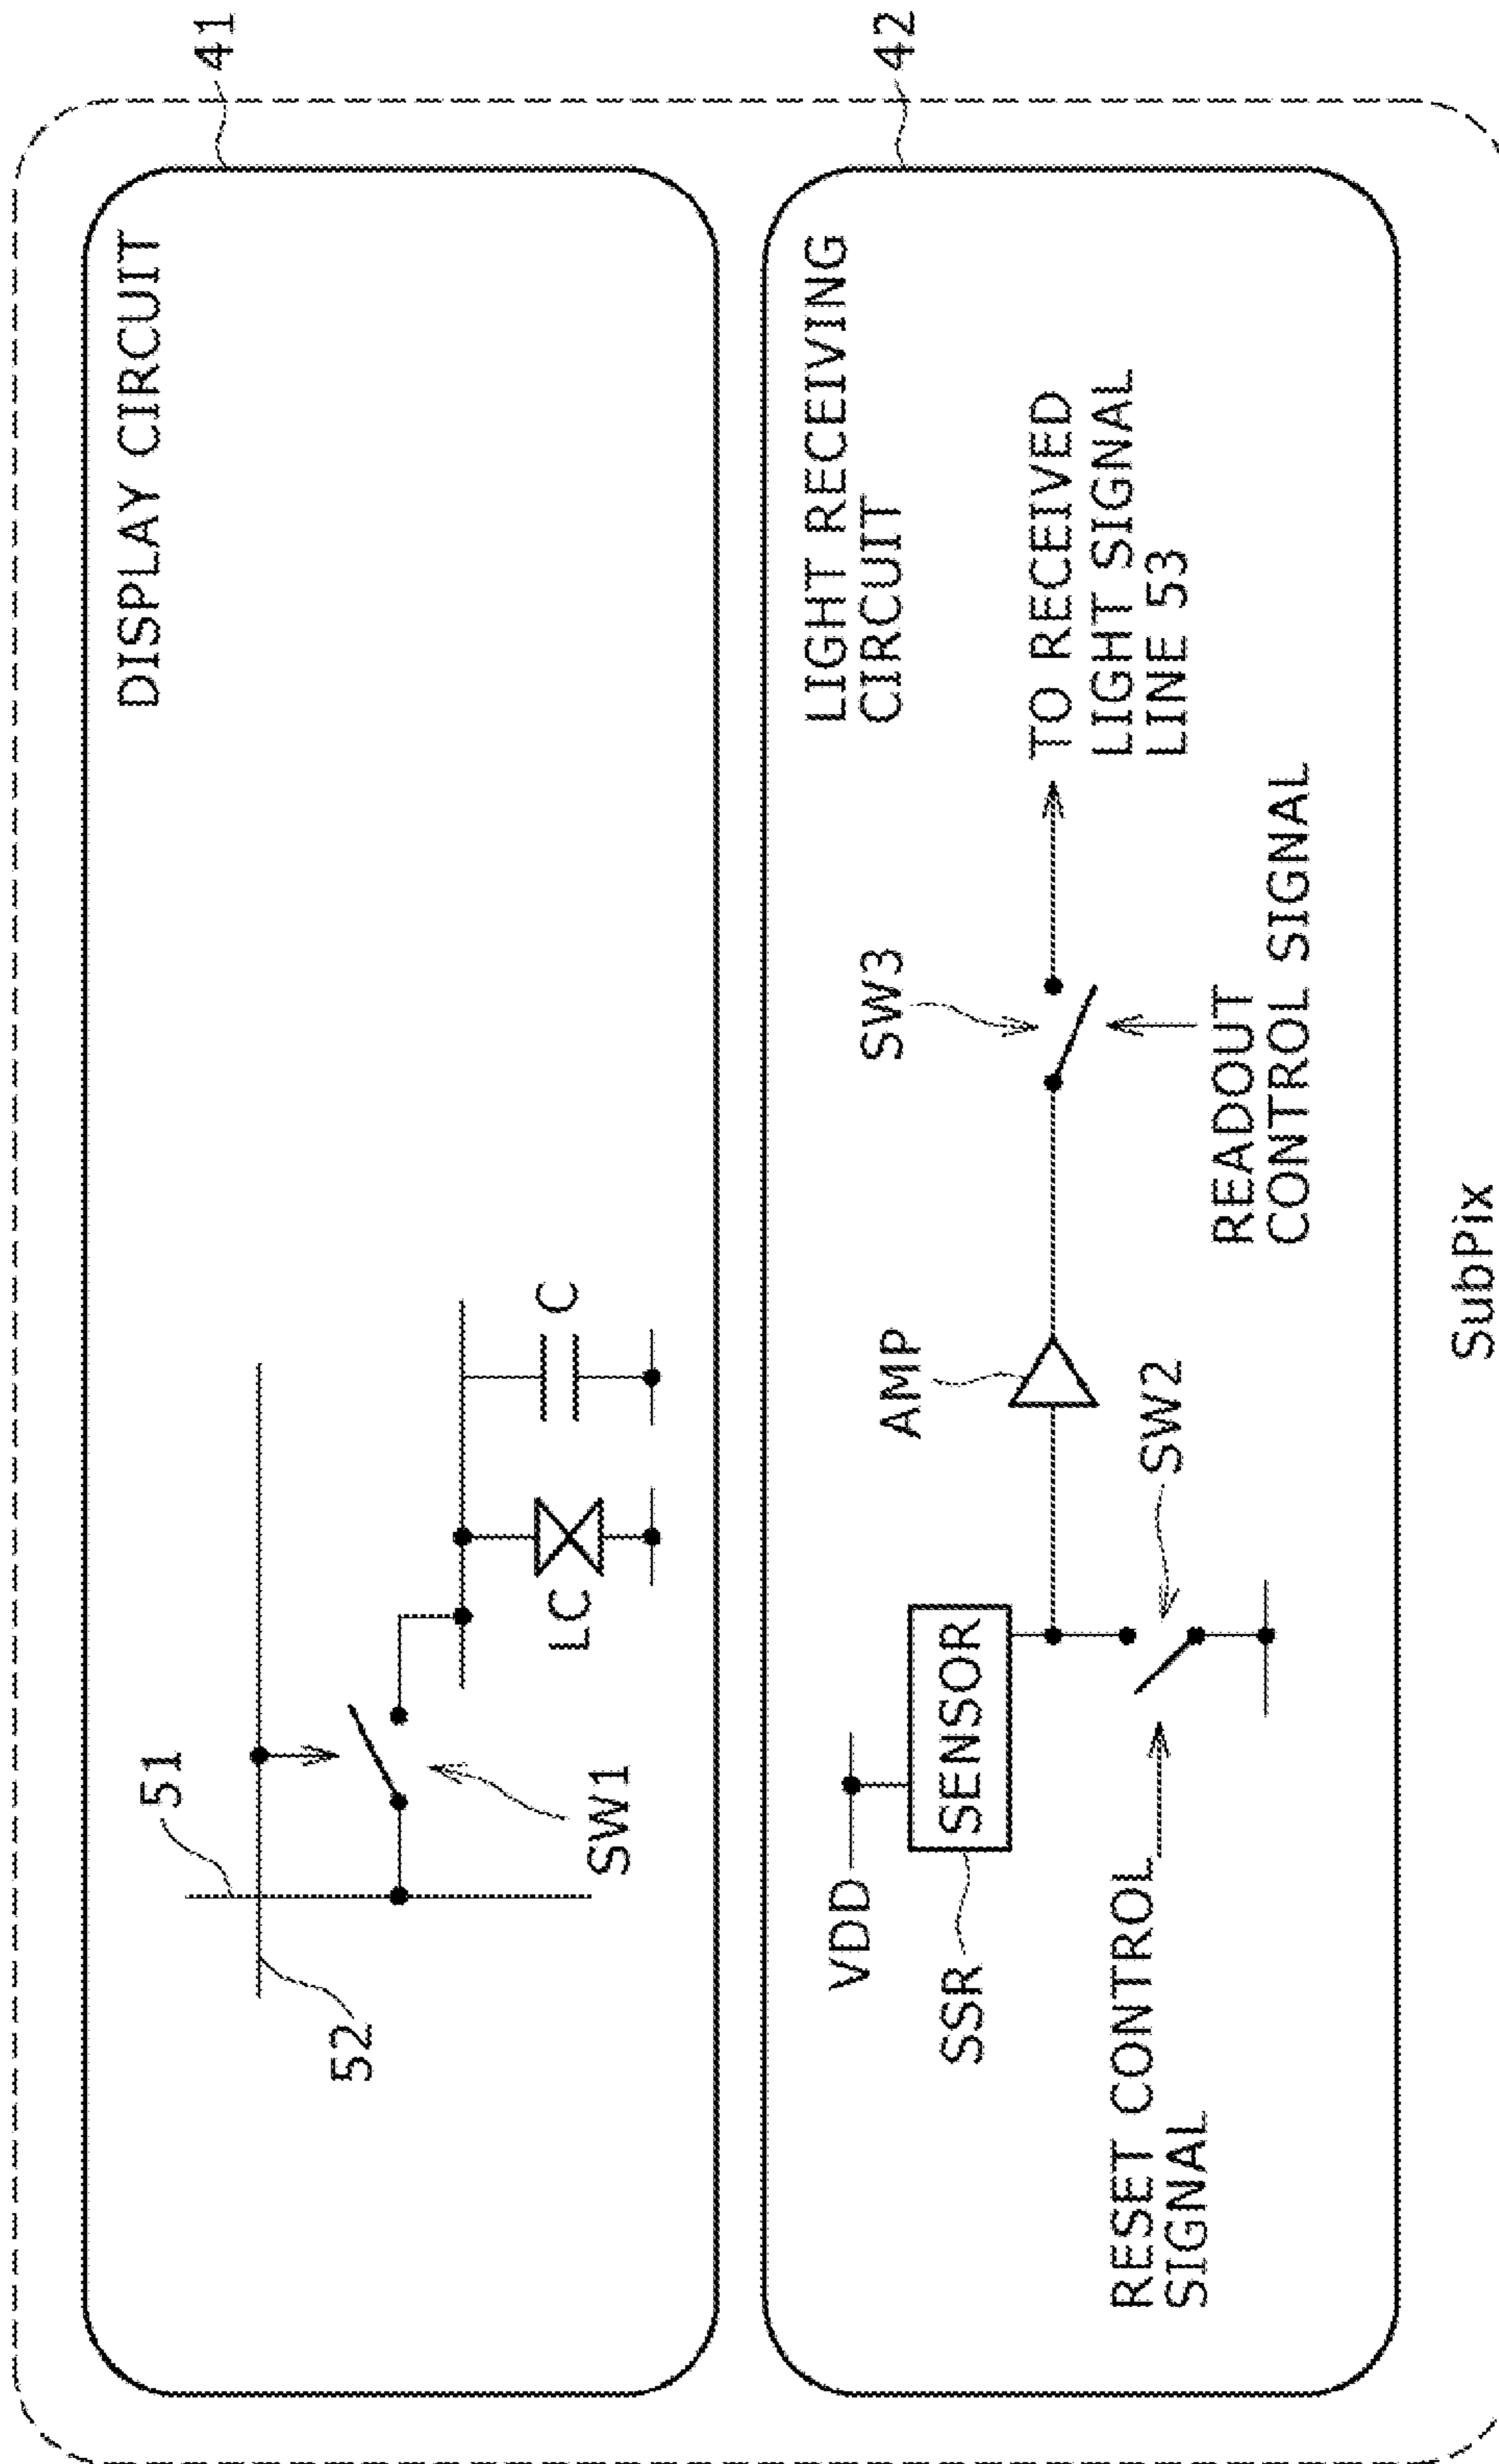 DISPLAY CIRCUIT
41
51
52
SW1
LC
C
LIGHT RECEIVING
CIRCUIT
42
VDD
SSR
SENSOR
AMP
SW3
TO RECEIVED
LIGHT SIGNAL
LINE 53
RESET CONTROL
SIGNAL
SW2
READOUT
CONTROL SIGNAL
SubPix